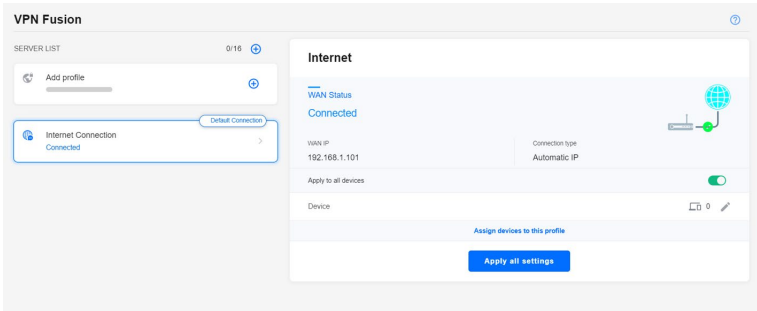 VPN Fusion
SERVER LIST 0/16
Add profile
Default Connection
Internet Connection
Connected
Internet
WAN Status
Connected
WAN IP Connection type
192.168.1.101 Automatic IP
Apply to all devices
Device 0
Assign devices to this profile
Apply all settings